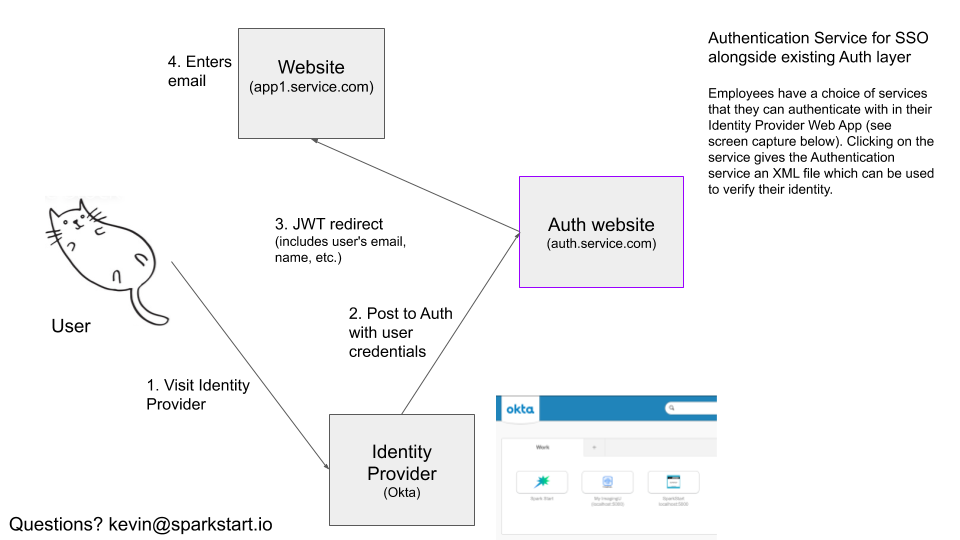 Authentication Service for SSO
alongside existing Auth layer
Employees have a choice of services
that they can authenticate with in their
Identity Provider Web App (see
screen capture below). Clicking on the
service gives the Authentication
service an XML file which can be used
to verify their identity.
4. Enters
email
Website
(app1.service.com)
Auth website
(auth.service.com)
3. JWT redirect
(includes user's email,
name, etc.)
2. Post to Auth
with user
credentials
User
1. Visit Identity
Provider
Identity
Provider
(Okta)
okta
Work
+
Spark Start
Questions? kevin@sparkstart.io